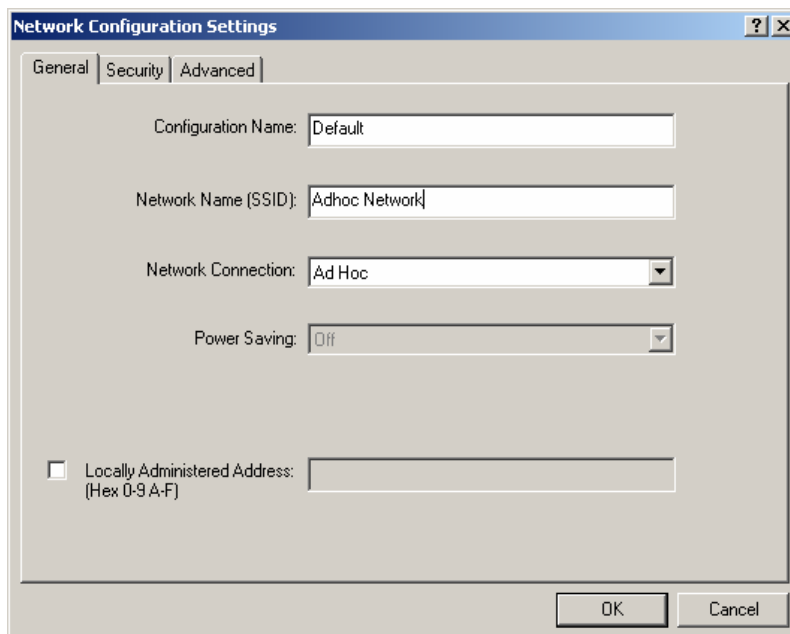 Network Configuration Settings
General Security Advanced
Configuration Name: Default
Network Name (SSID): Adhoc Network
Network Connection: Ad Hoc
Power Saving: Off
Locally Administered Address:
(Hex 0-9 A-F)
OK Cancel